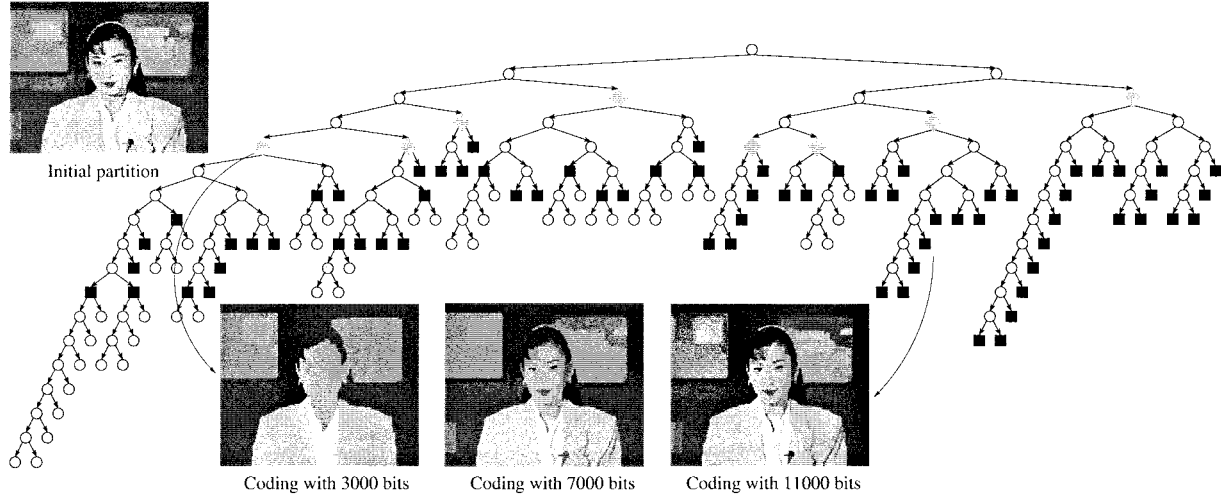 Initial partition
Coding with 3000 bits
Coding with 7000 bits
Coding with 11000 bits